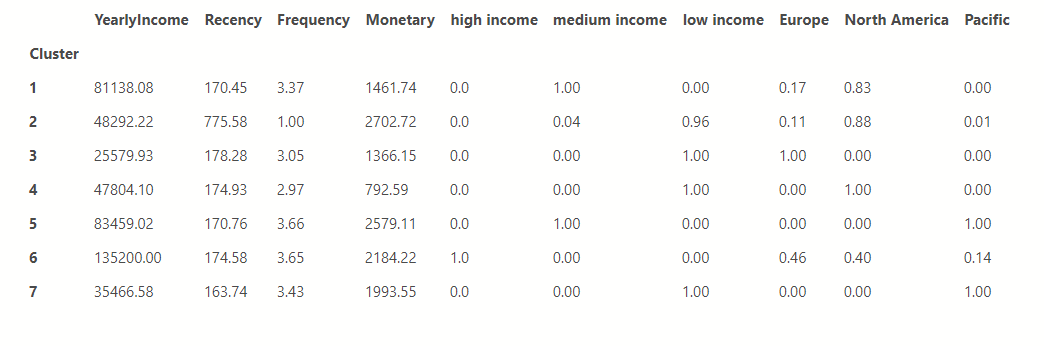 YearlyIncome Recency Frequency Monetary high income medium income low income Europe North America Pacific
Cluster
1 81138.08 170.45 3.37 1461.74 0.0 1.00 0.00 0.17 0.83 0.00
2 48292.22 775.58 1.00 2702.72 0.0 0.04 0.96 0.11 0.88 0.01
3 25579.93 178.28 3.05 1366.15 0.0 0.00 1.00 1.00 0.00 0.00
4 47804.10 174.93 2.97 792.59 0.0 0.00 1.00 0.00 1.00 0.00
5 83459.02 170.76 3.66 2579.11 0.0 1.00 0.00 0.00 0.00 1.00
6 135200.00 174.58 3.65 2184.22 1.0 0.00 0.00 0.46 0.40 0.14
7 35466.58 163.74 3.43 1993.55 0.0 0.00 1.00 0.00 0.00 1.00